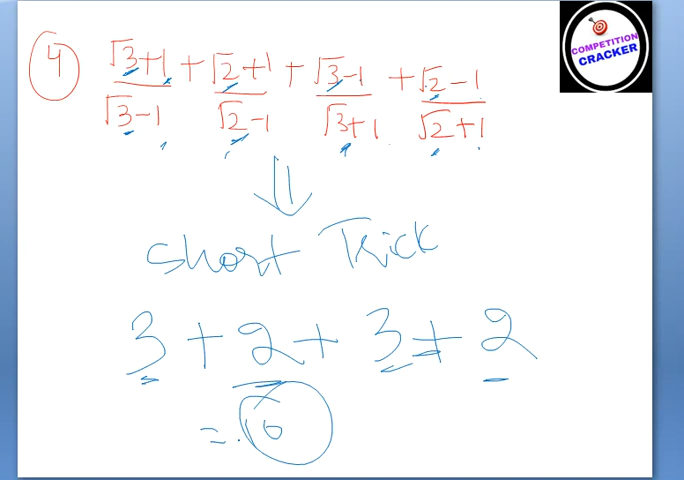 4
√3+1/√3-1 + √2+1/√2-1 + √3-1/√3+1 + √2-1/√2+1
COMPETITION
CRACKER
Short Trick
3 + 2 + 3 + 2
= 10